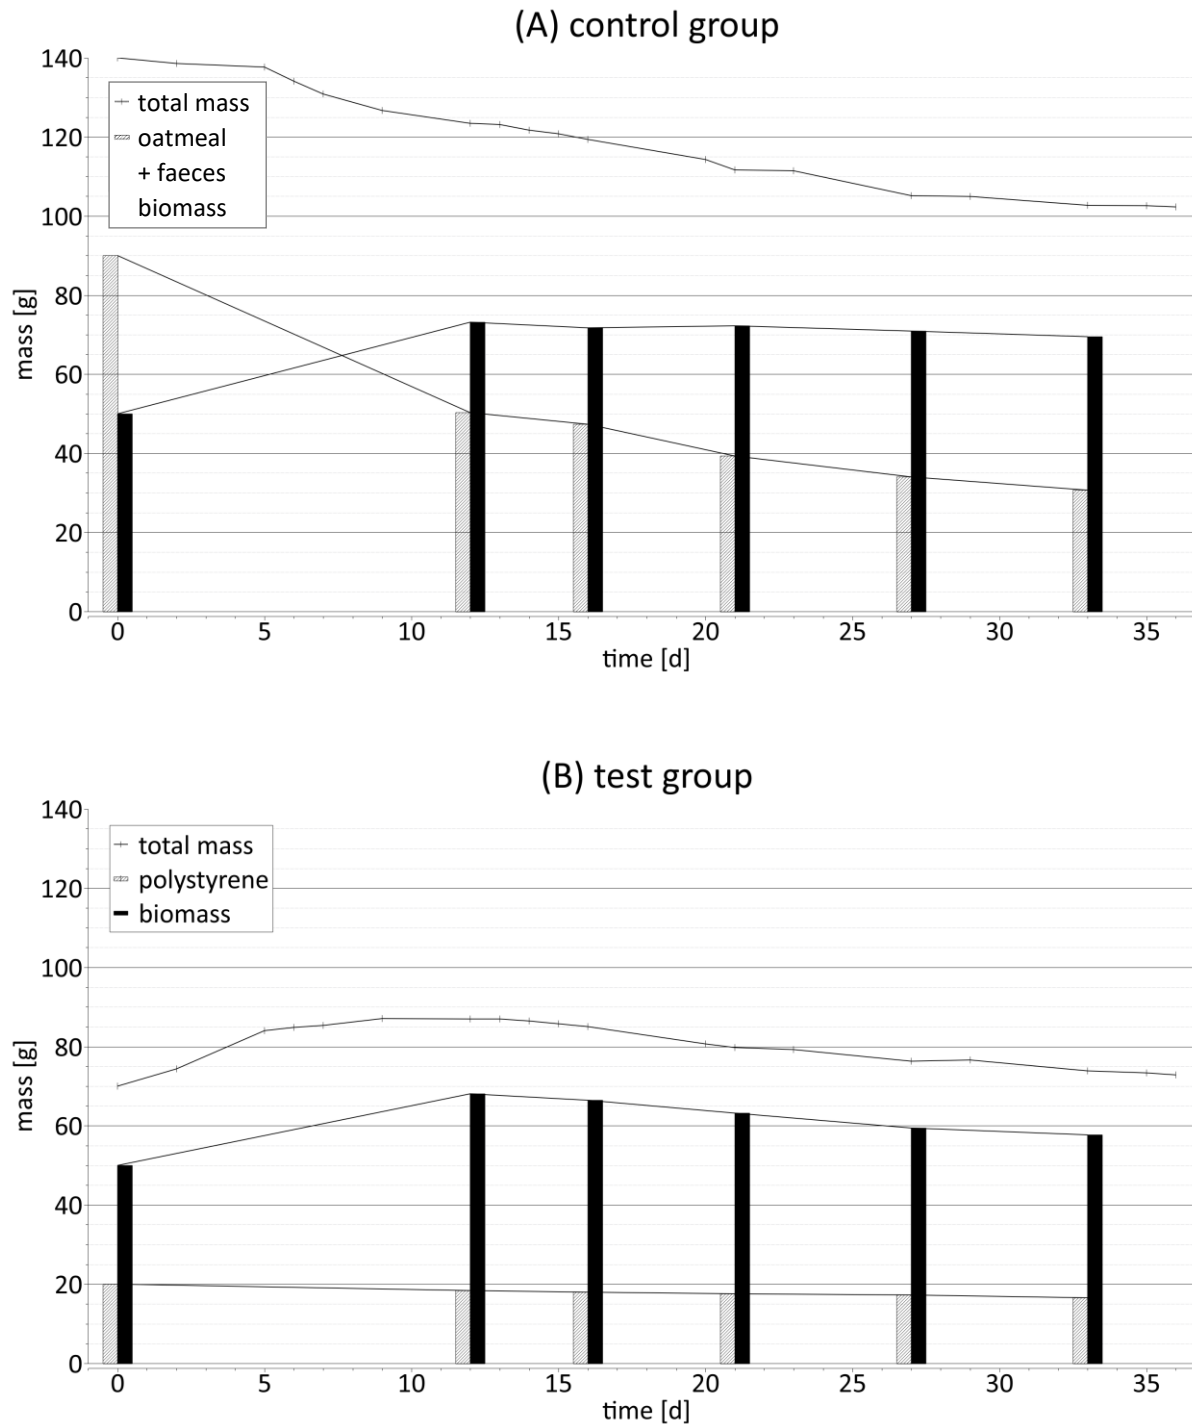 (A) control group
140
120
100
80
60
40
20
0
mass [g]
total mass
oatmeal
+ faeces
biomass
0 5 10 15 20 25 30 35
time [d]
(B) test group
140
120
100
80
60
40
20
0
mass [g]
total mass
polystyrene
biomass
0 5 10 15 20 25 30 35
time [d]